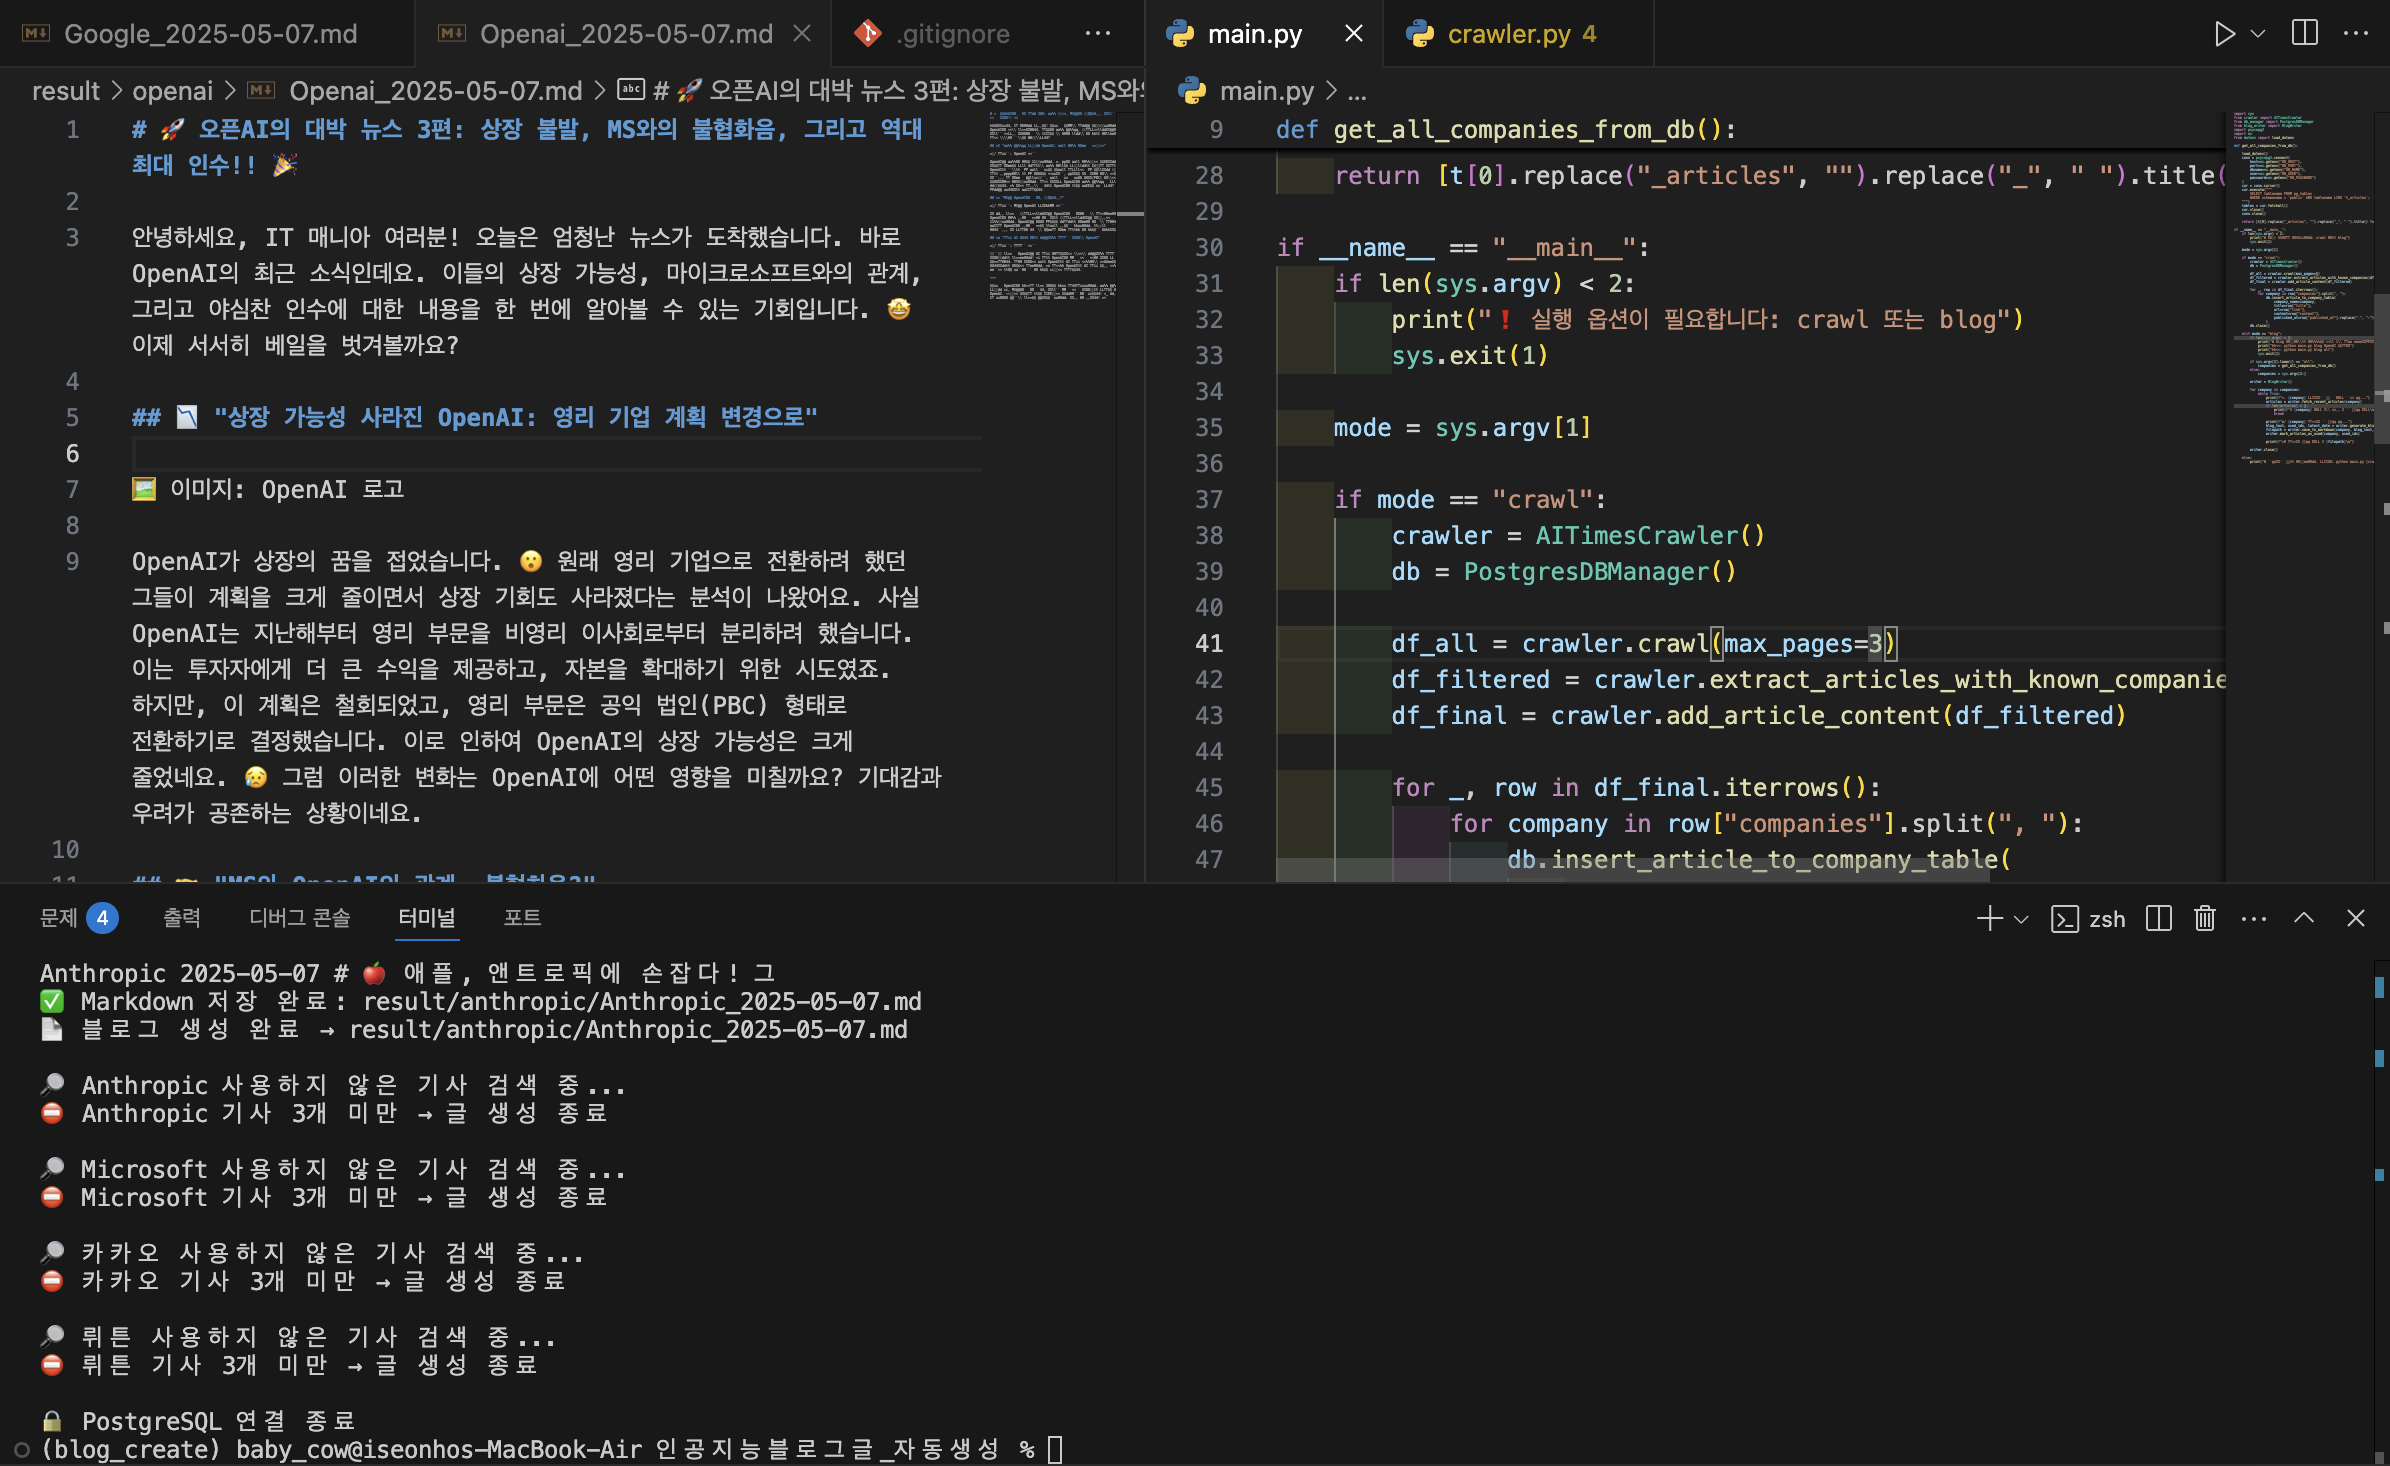 Google_2025-05-07.md
Openai_2025-05-07.md
.gitignore
main.py
crawler.py 4
result > openai > Openai_2025-05-07.md > # 🚀 오픈AI의 대박 뉴스 3편: 상장 불발, MS와의
1 # 🚀 오픈AI의 대박 뉴스 3편: 상장 불발, MS와의 불협화음, 그리고 역대
최대 인수!! 🎉
2
3 안녕하세요, IT 매니아 여러분! 오늘은 엄청난 뉴스가 도착했습니다. 바로
OpenAI의 최근 소식인데요. 이들의 상장 가능성, 마이크로소프트와의 관계,
그리고 야심찬 인수에 대한 내용을 한 번에 알아볼 수 있는 기회입니다. 🤩
이제 서서히 베일을 벗겨볼까요?
4
5 ## 📉 "상장 가능성 사라진 OpenAI: 영리 기업 계획 변경으로"
6
7 🖼️ 이미지: OpenAI 로고
8
9 OpenAI가 상장의 꿈을 접었습니다. 😮 원래 영리 기업으로 전환하려 했던
그들이 계획을 크게 줄이면서 상장 기회도 사라졌다는 분석이 나왔어요. 사실
OpenAI는 지난해부터 영리 부문을 비영리 이사회로부터 분리하려 했습니다.
이는 투자자에게 더 큰 수익을 제공하고, 자본을 확대하기 위한 시도였죠.
하지만, 이 계획은 철회되었고, 영리 부문은 공익 법인(PBC) 형태로
전환하기로 결정했습니다. 이로 인하여 OpenAI의 상장 가능성은 크게
줄었네요. 😥 그럼 이러한 변화는 OpenAI에 어떤 영향을 미칠까요? 기대감과
우려가 공존하는 상황이네요.
10
11 ## 🤝 "MS와 OpenAI의 관계, 불협화음?"
main.py > ...
9 def get_all_companies_from_db():
28 return [t[0].replace("_articles", "").replace("_", " ").title(
29
30 if __name__ == "__main__":
31 if len(sys.argv) < 2:
32 print("❗ 실행 옵션이 필요합니다: crawl 또는 blog")
33 sys.exit(1)
34
35 mode = sys.argv[1]
36
37 if mode == "crawl":
38 crawler = AITimesCrawler()
39 db = PostgresDBManager()
40
41 df_all = crawler.crawl(max_pages=3)
42 df_filtered = crawler.extract_articles_with_known_companie
43 df_final = crawler.add_article_content(df_filtered)
44
45 for _, row in df_final.iterrows():
46 for company in row["companies"].split(", "):
47 db.insert_article_to_company_table(
문제 4 출력 디버그 콘솔 터미널 포트
zsh
Anthropic 2025-05-07 # 🍎 애플, 앤트로픽에 손잡다! 그
✅ Markdown 저장 완료: result/anthropic/Anthropic_2025-05-07.md
📄 블로그 생성 완료 → result/anthropic/Anthropic_2025-05-07.md
🔎 Anthropic 사용하지 않은 기사 검색 중...
⛔ Anthropic 기사 3개 미만 → 글 생성 종료
🔎 Microsoft 사용하지 않은 기사 검색 중...
⛔ Microsoft 기사 3개 미만 → 글 생성 종료
🔎 카카오 사용하지 않은 기사 검색 중...
⛔ 카카오 기사 3개 미만 → 글 생성 종료
🔎 뤼튼 사용하지 않은 기사 검색 중...
⛔ 뤼튼 기사 3개 미만 → 글 생성 종료
🔒 PostgreSQL 연결 종료
(blog_create) baby_cow@iseonhos-MacBook-Air 인공지능블로그글_자동생성 %